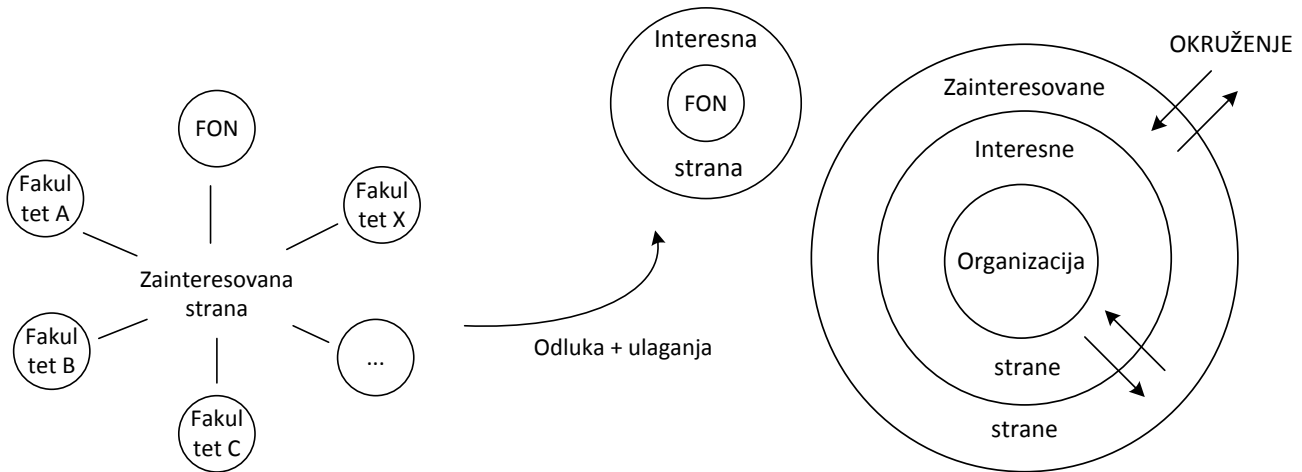 FON
Fakul
tet A
Fakul
tet X
Zainteresovana
strana
Fakul
tet B
...
Fakul
tet C
Odluka + ulaganja
Interesna
FON
strana
OKRUŽENJE
Zainteresovane
Interesne
Organizacija
strane
strane